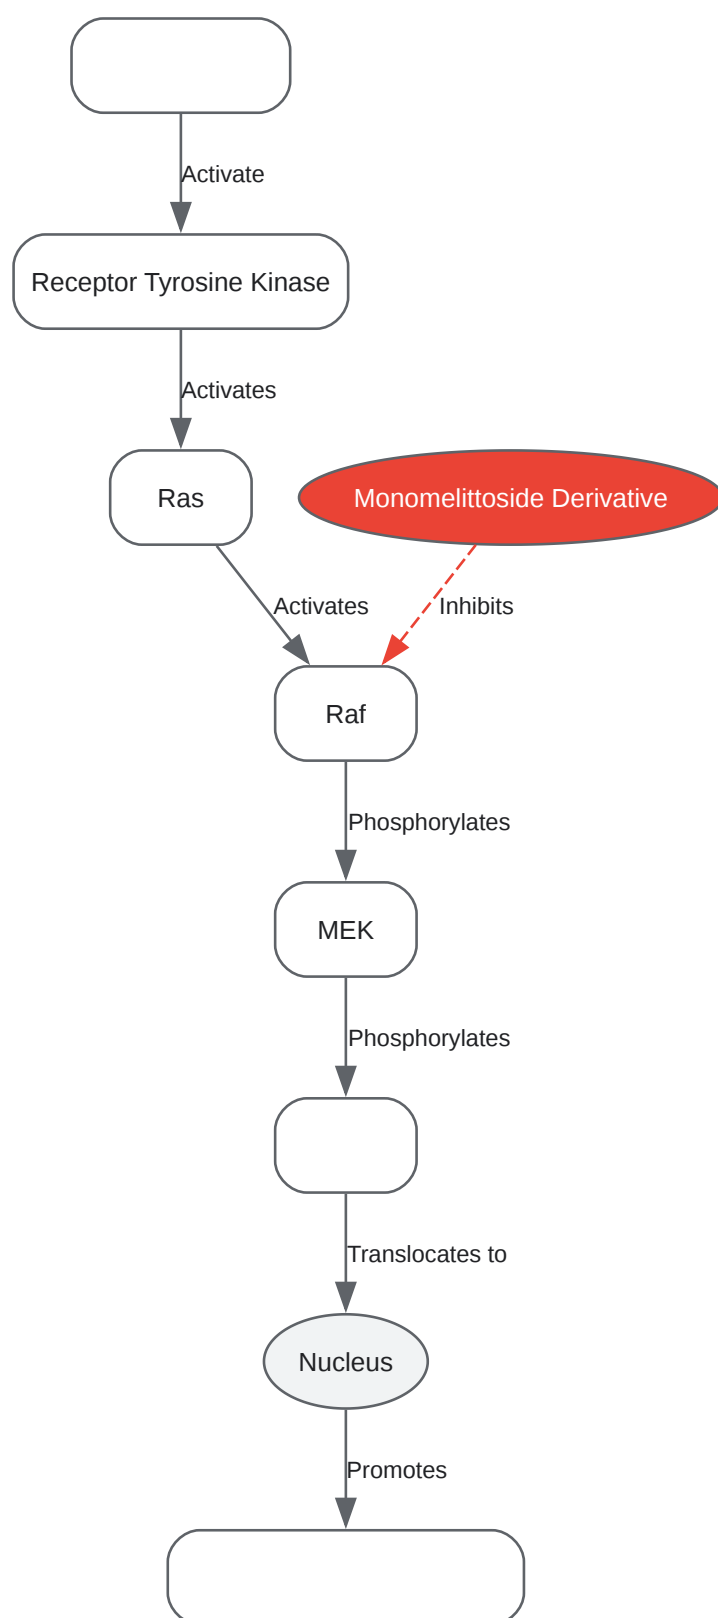 Activate
Receptor Tyrosine Kinase
Activates
Ras
Monomelittoside Derivative
Activates
Inhibits
Raf
Phosphorylates
MEK
Phosphorylates
Translocates to
Nucleus
Promotes